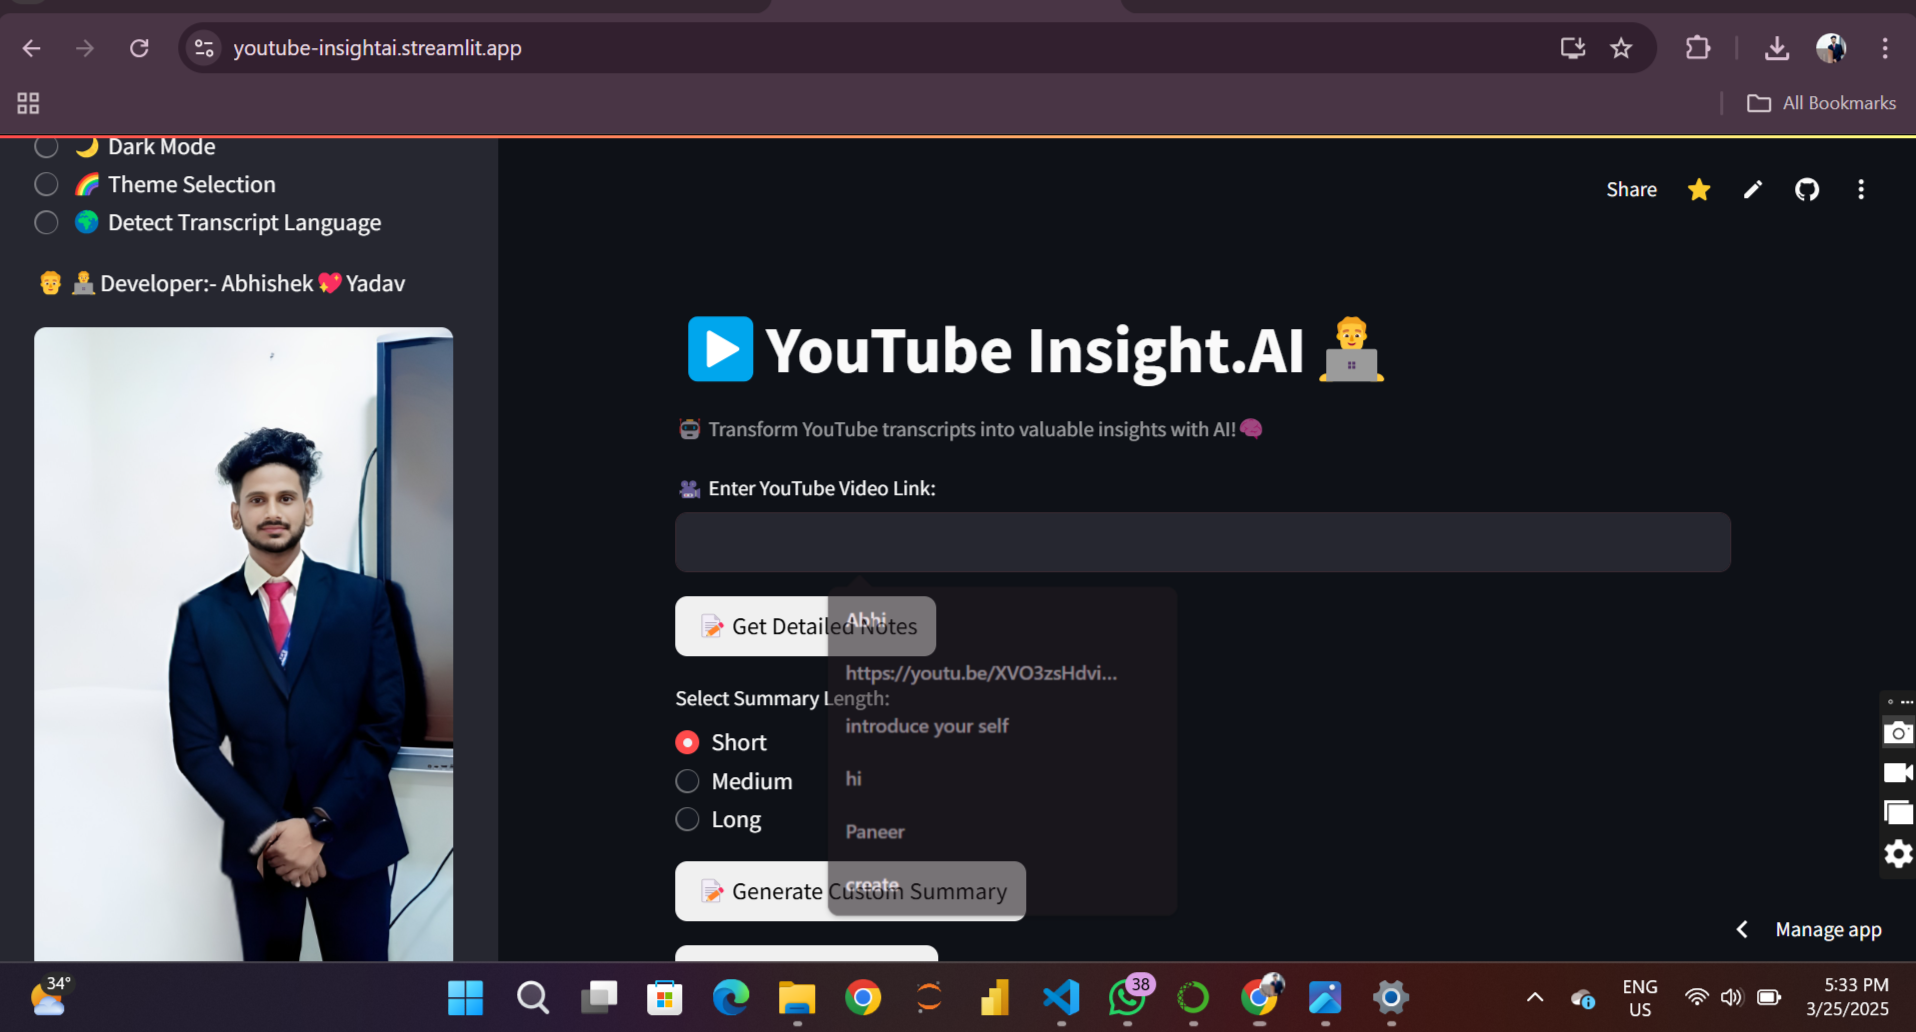 youtube-insightai.streamlit.app
All Bookmarks
Dark Mode
Theme Selection
Detect Transcript Language
Developer:- Abhishek💖Yadav
Share
YouTube Insight.AI
Transform YouTube transcripts into valuable insights with AI!
Enter YouTube Video Link:
Get Detailed Notes
Abhi
https://youtu.be/XVO3zsHdvi...
Select Summary Length:
introduce your self
Short
hi
Medium
Long
Paneer
create
Generate Custom Summary
Manage app
34°
38
ENG
US
5:33 PM
3/25/2025